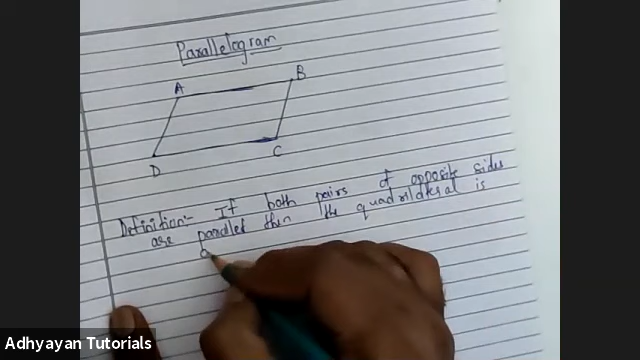 Parallelogram
A
B
D
C
Definition:- If both pairs of opposite sides
are parallel then the quadrilateral is
Adhyayan Tutorials